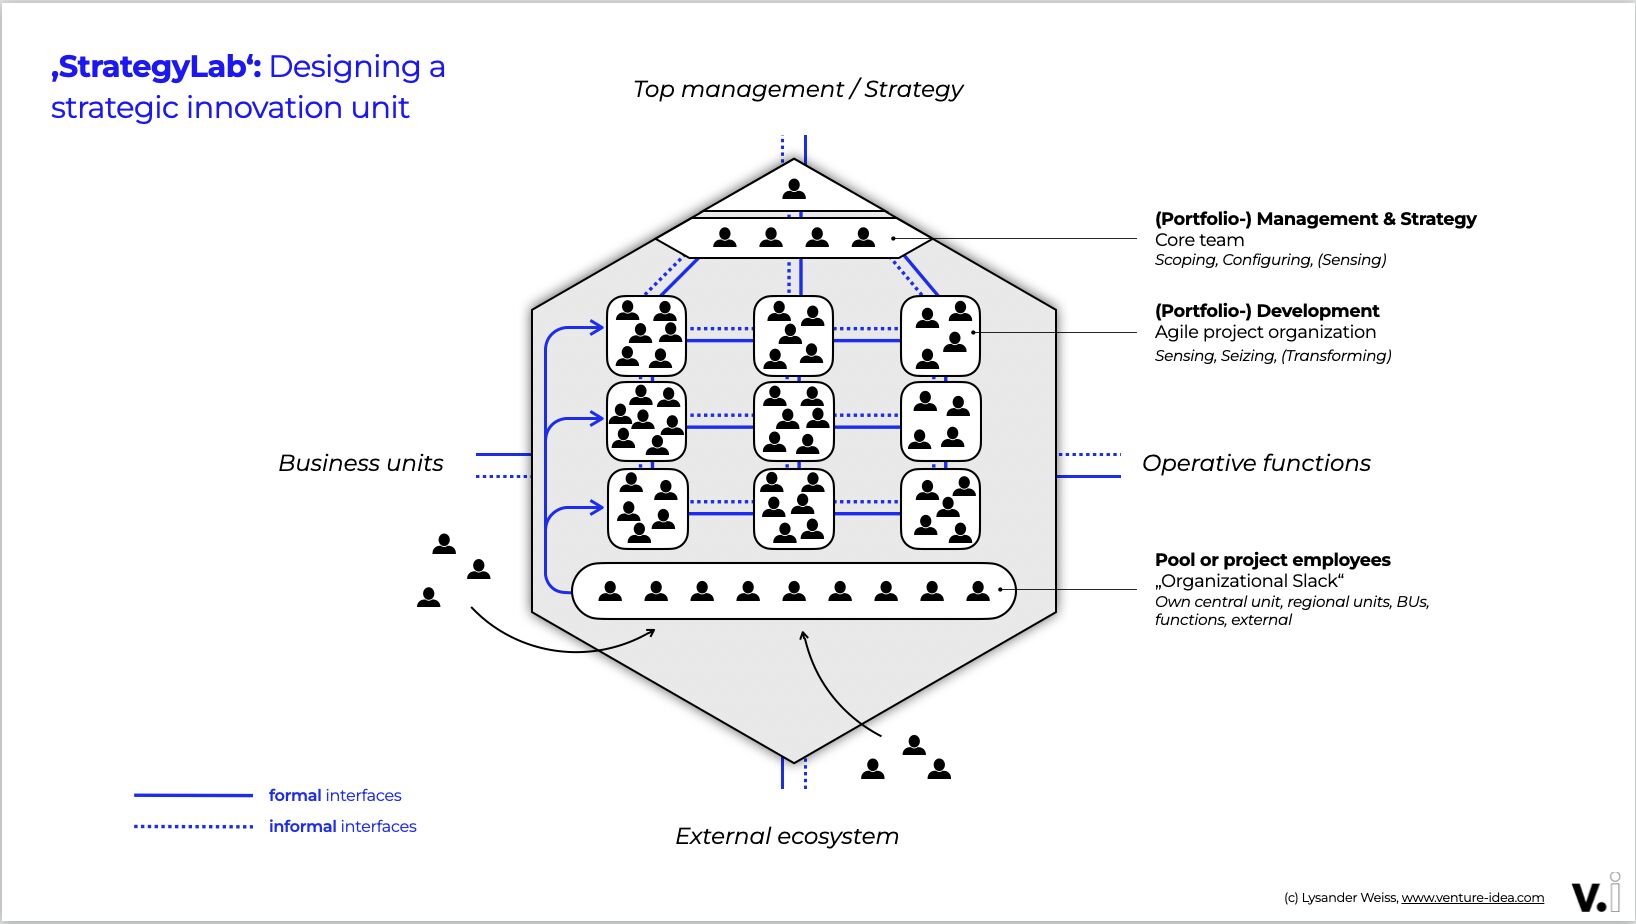 ‚StrategyLab‘: Designing a
strategic innovation unit
Top management / Strategy
(Portfolio-) Management & Strategy
Core team
Scoping, Configuring, (Sensing)
(Portfolio-) Development
Agile project organization
Sensing, Seizing, (Transforming)
Business units
Operative functions
Pool or project employees
„Organizational Slack“
Own central unit, regional units, BUs,
functions, external
formal interfaces
informal interfaces
External ecosystem
(c) Lysander Weiss, www.venture-idea.com
v.i